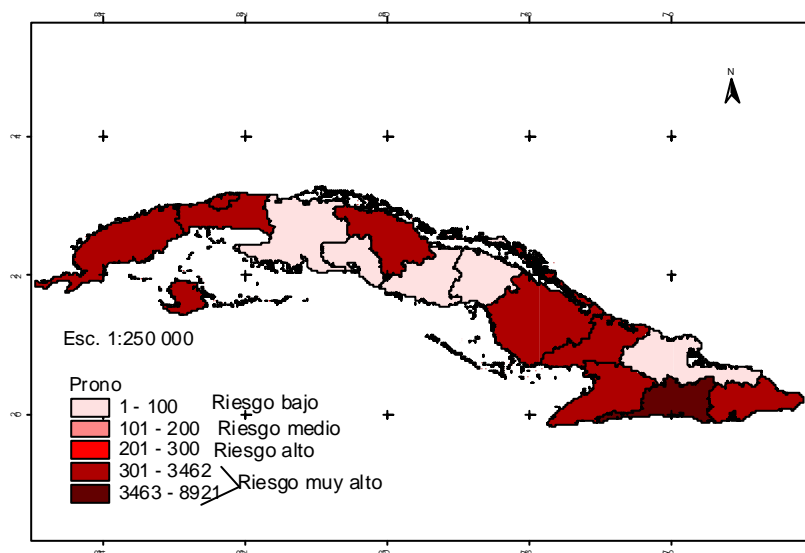 N
Esc. 1:250 000
Prono
1 - 100 Riesgo bajo
101 - 200 Riesgo medio
201 - 300 Riesgo alto
301 - 3462
3463 - 8921
Riesgo muy alto